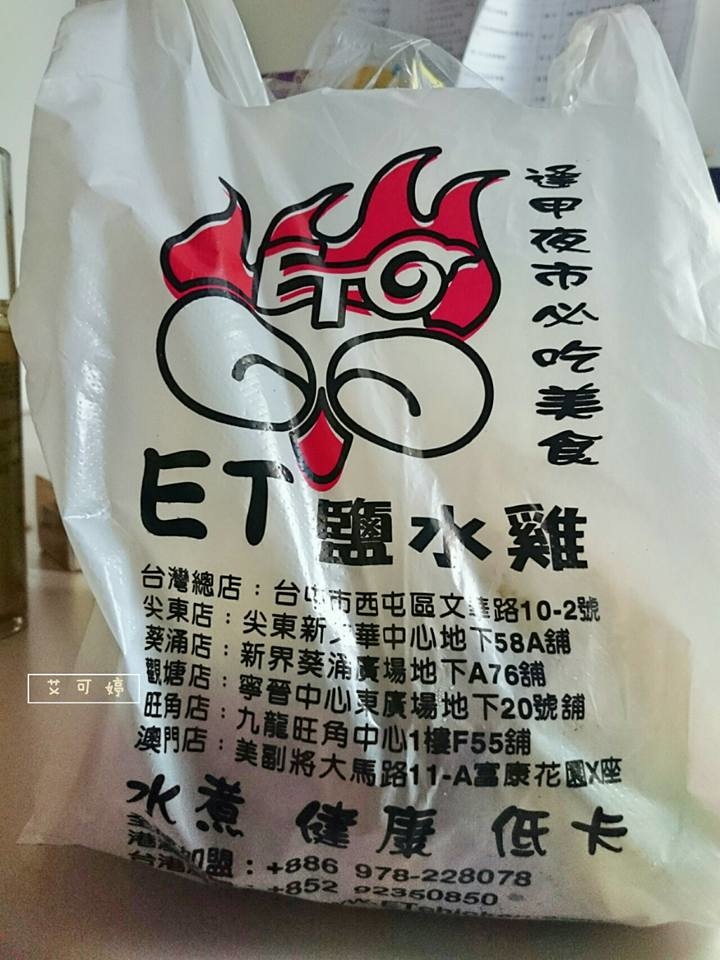 逢甲夜市必吃美食
ETO
ET鹽水雞
台灣總店：台中市西屯區文華路10-2號
尖東店：尖東新文華中心地下58A舖
葵涌店：新界葵涌廣場地下A76舖
觀塘店：寧晉中心東廣場地下20號舖
旺角店：九龍旺角中心1樓F55舖
澳門店：美副將大馬路11-A富康花園X座
艾可婷
水煮 健康 低卡
加盟：+886 978-228078
+852 92350850